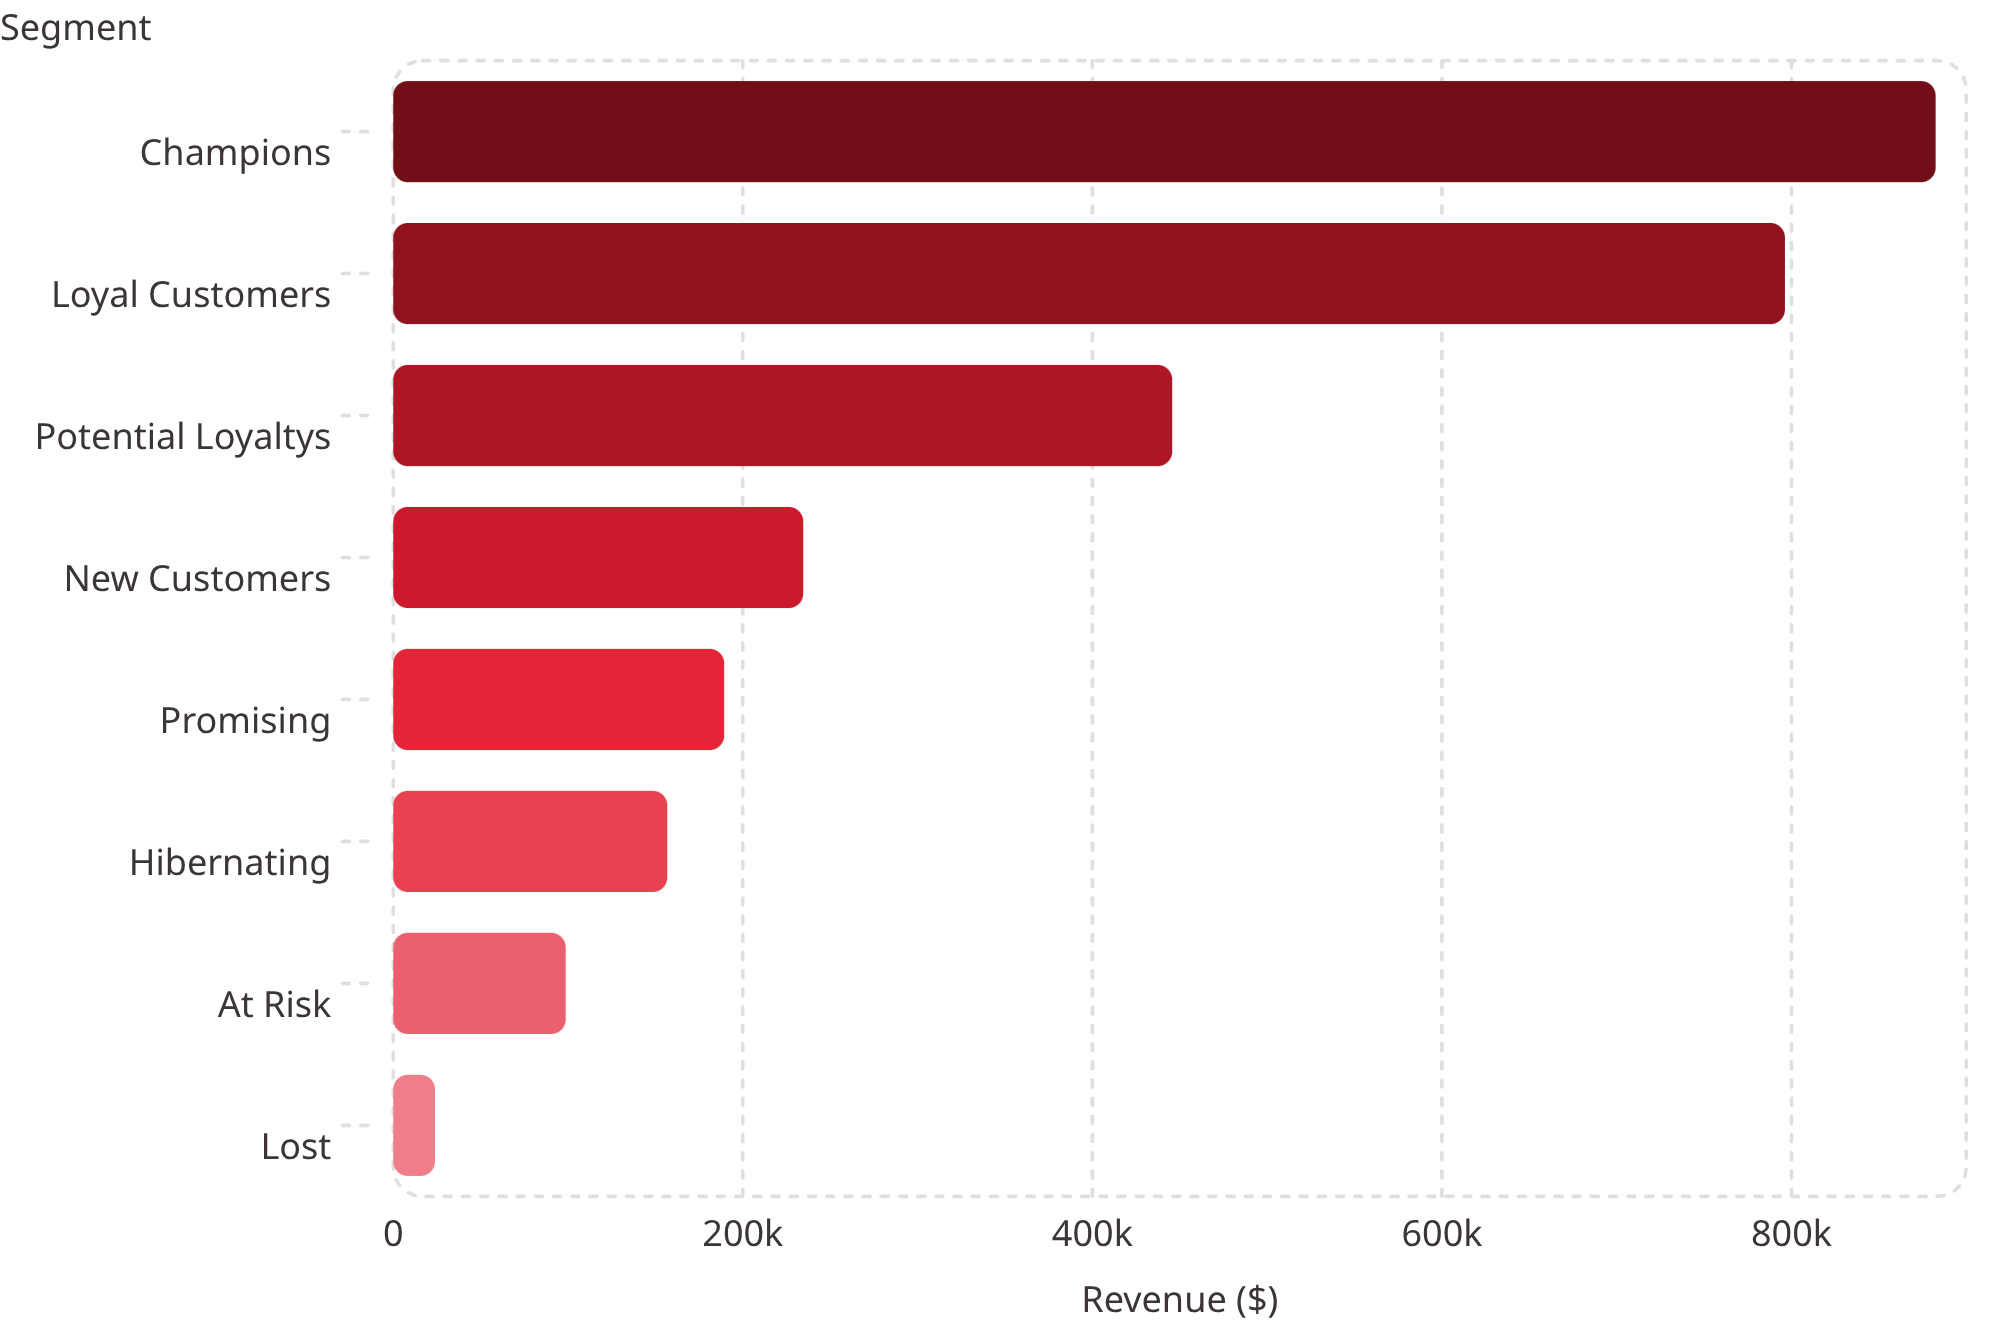 Segment
Champions
Loyal Customers
Potential Loyaltys
New Customers
Promising
Hibernating
At Risk
Lost
0 200k 400k 600k 800k
Revenue ($)